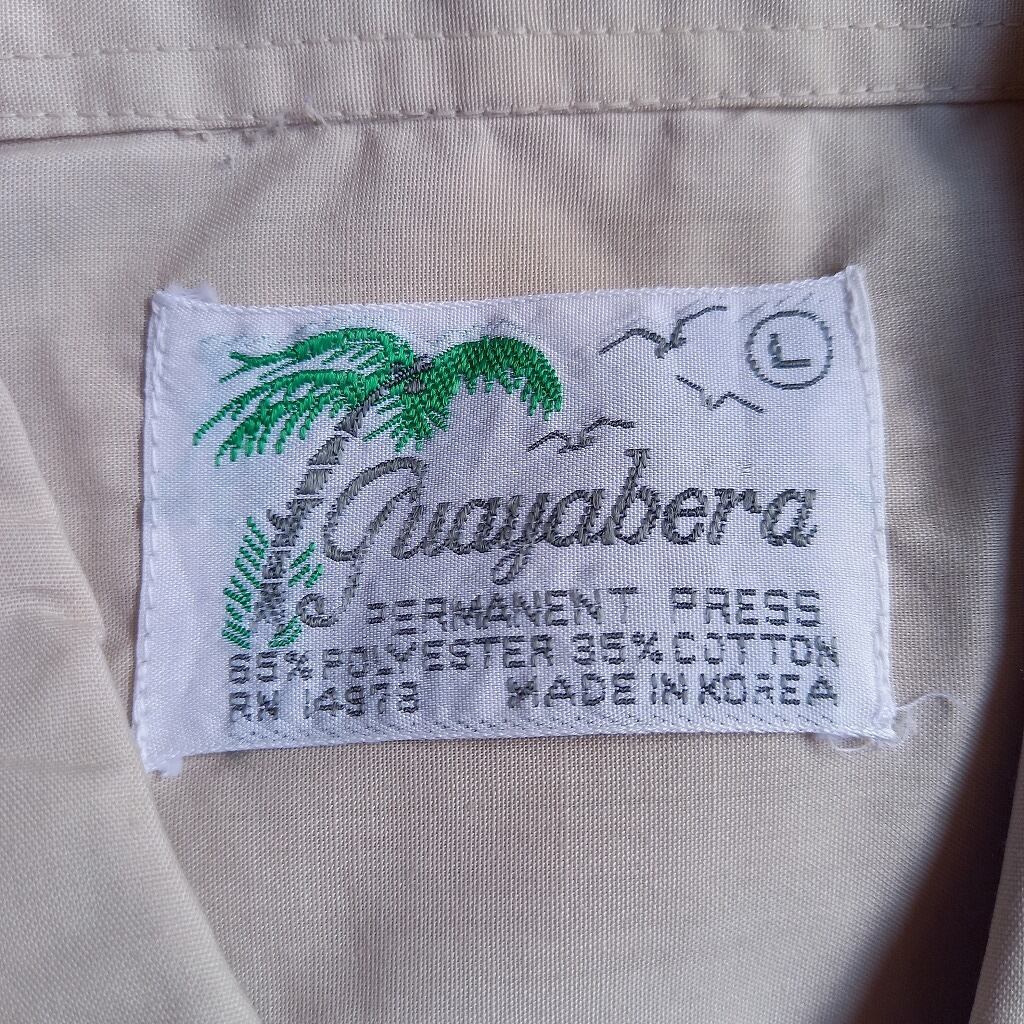 L
Guayabera
PERMANENT PRESS
65% POLYESTER 35% COTTON
RN 14973 MADE IN KOREA